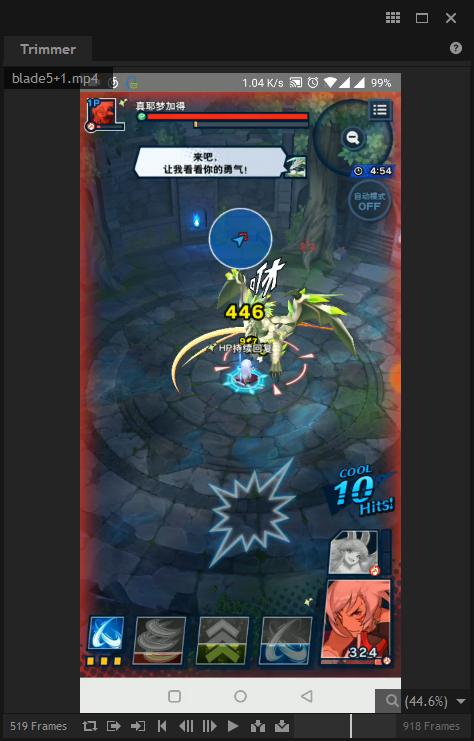 Trimmer
?
blade5+1.mp4
1.04 K/s
99%
1P
真耶梦加得
来吧，
让我看看你的勇气！
4:54
自动模式
OFF
咻
446
HP持续回复
COOL
10
Hits!
324
(44.6%)
519 Frames
918 Frames